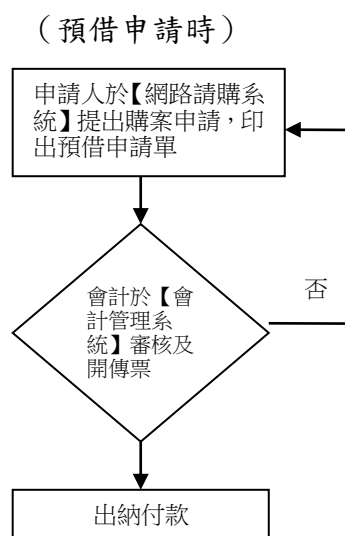 （預借申請時）
申請人於【網路請購系
統】提出購案申請，印
出預借申請單
會計於【會
計管理系
統】審核及
開傳票
否
出納付款